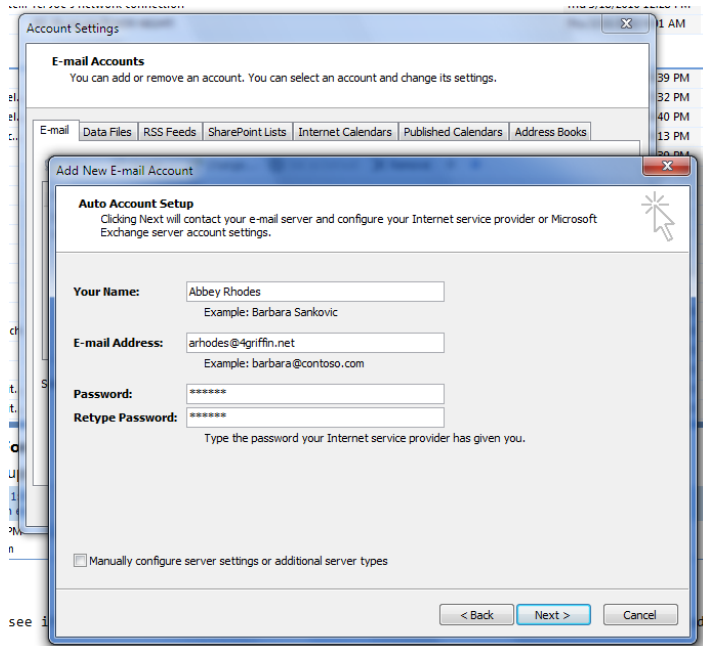 Account Settings
1 AM
E-mail Accounts
You can add or remove an account. You can select an account and change its settings.
39 PM
32 PM
40 PM
13 PM
E-mail Data Files RSS Feeds SharePoint Lists Internet Calendars Published Calendars Address Books
Add New E-mail Account
Auto Account Setup
Clicking Next will contact your e-mail server and configure your Internet service provider or Microsoft
Exchange server account settings.
Your Name: Abbey Rhodes
Example: Barbara Sankovic
E-mail Address: arhodes@4griffin.net
Example: barbara@contoso.com
Password: ******
Retype Password: ******
Type the password your Internet service provider has given you.
Manually configure server settings or additional server types
< Back Next > Cancel
see i